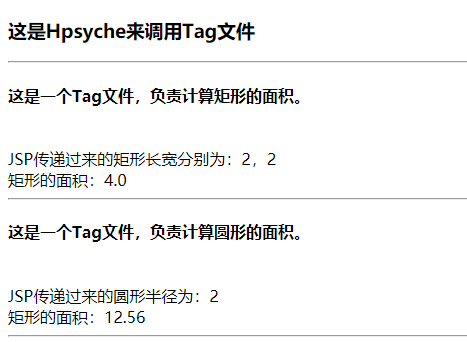 这是Hpsyche来调用Tag文件
这是一个Tag文件，负责计算矩形的面积。
JSP传递过来的矩形长宽分别为：2，2
矩形的面积：4.0
这是一个Tag文件，负责计算圆形的面积。
JSP传递过来的圆形半径为：2
矩形的面积：12.56